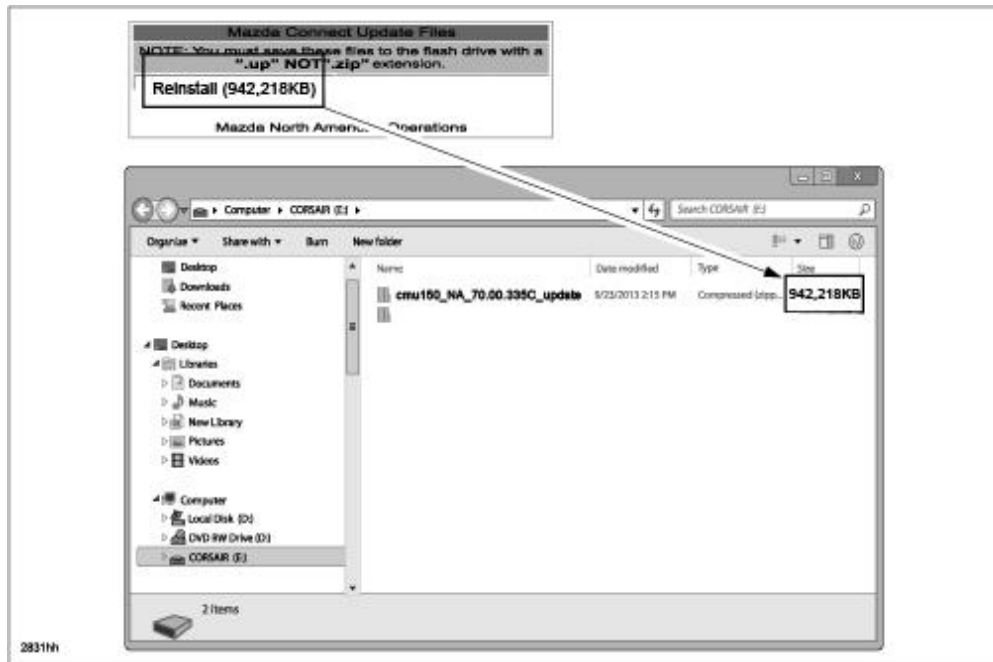 Mazda Connect Update Files
NOTE: You must save these files to the flash drive with a
".up" NOT".zip" extension.
Reinstall (942,218KB)
Mazda North American Operations
Computer CORSAIR (E:)
Search CORSAIR (E:)
Organize Share with Burn New folder
Name Date modified Type Size
cmu150_NA_70.00.335C_update 5/23/2013 2:15 PM Compressed (zipp... 942,218KB
Desktop
Downloads
Recent Places
Desktop
Libraries
Documents
Music
New Library
Pictures
Videos
Computer
Local Disk (D:)
DVD RW Drive (D:)
CORSAIR (E:)
2 items
2831hh